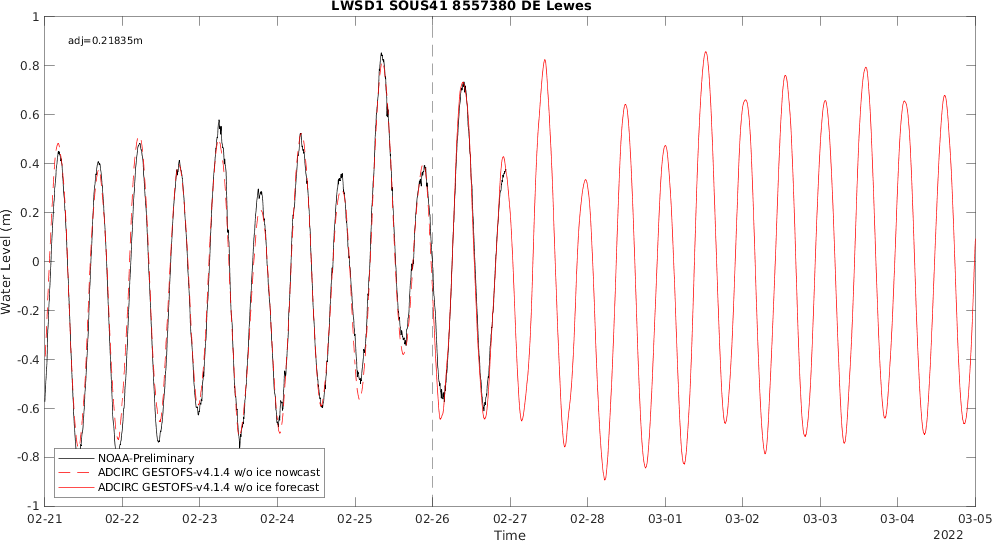 LWSD1 SOUS41 8557380 DE Lewes
adj=0.21835m
Water Level (m)
1
0.8
0.6
0.4
0.2
0
-0.2
-0.4
-0.6
-0.8
-1
NOAA-Preliminary
ADCIRC GESTOFS-v4.1.4 w/o ice nowcast
ADCIRC GESTOFS-v4.1.4 w/o ice forecast
02-21 02-22 02-23 02-24 02-25 02-26 02-27 02-28 03-01 03-02 03-03 03-04 03-05
Time
2022